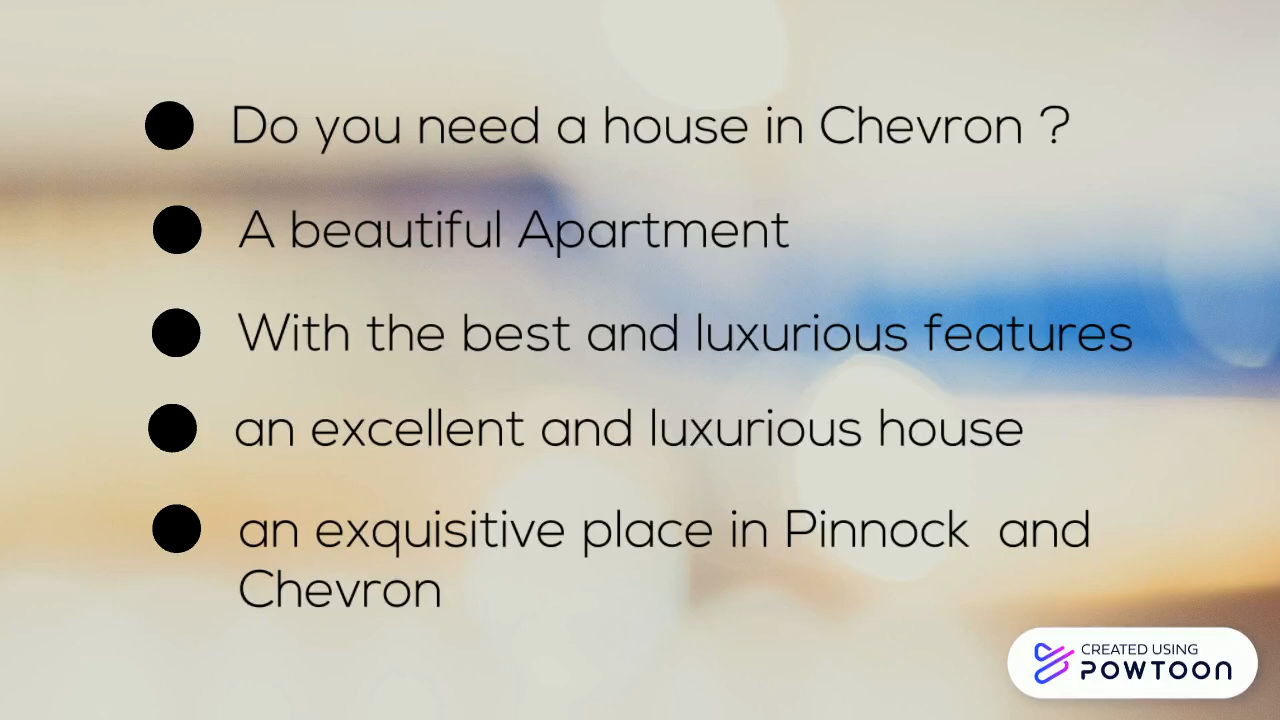 Do you need a house in Chevron ?
A beautiful Apartment
With the best and luxurious features
an excellent and luxurious house
an exquisitive place in Pinnock  and
Chevron
CREATED USING
POWTOON